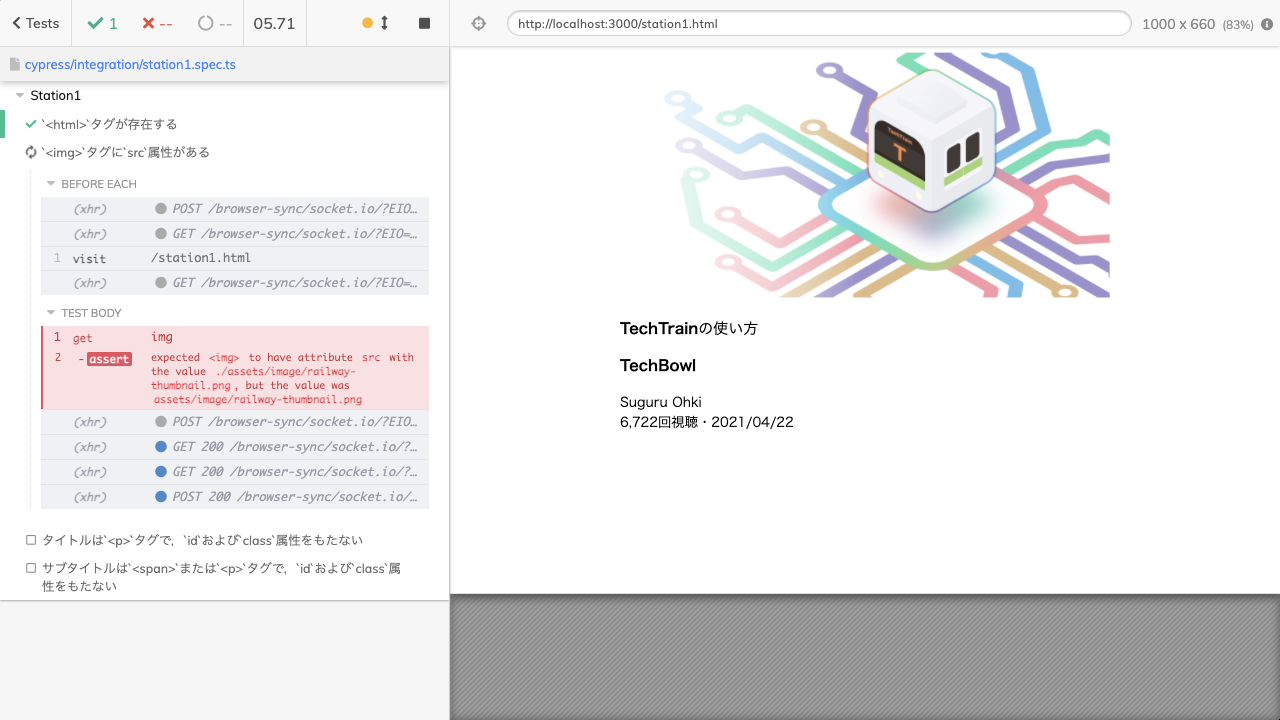 Tests
1
--
--
05.71
http://localhost:3000/station1.html
1000 x 660 (83%)
cypress/integration/station1.spec.ts
Station1
`<html>`タグが存在する
`<img>`タグに`src`属性がある
BEFORE EACH
(xhr) POST /browser-sync/socket.io/?EIO…
(xhr) GET /browser-sync/socket.io/?EIO=…
1 visit /station1.html
(xhr) GET /browser-sync/socket.io/?EIO=…
TEST BODY
1 get img
2 -assert expected <img> to have attribute src with
the value ./assets/image/railway-
thumbnail.png, but the value was
assets/image/railway-thumbnail.png
(xhr) POST /browser-sync/socket.io/?EIO…
(xhr) GET 200 /browser-sync/socket.io/?…
(xhr) GET 200 /browser-sync/socket.io/?…
(xhr) POST 200 /browser-sync/socket.io/…
タイトルは`<p>`タグで，`id`および`class`属性をもたない
サブタイトルは`<span>`または`<p>`タグで，`id`および`class`属
性をもたない
TechTrain
T
TechTrainの使い方
TechBowl
Suguru Ohki
6,722回視聴・2021/04/22